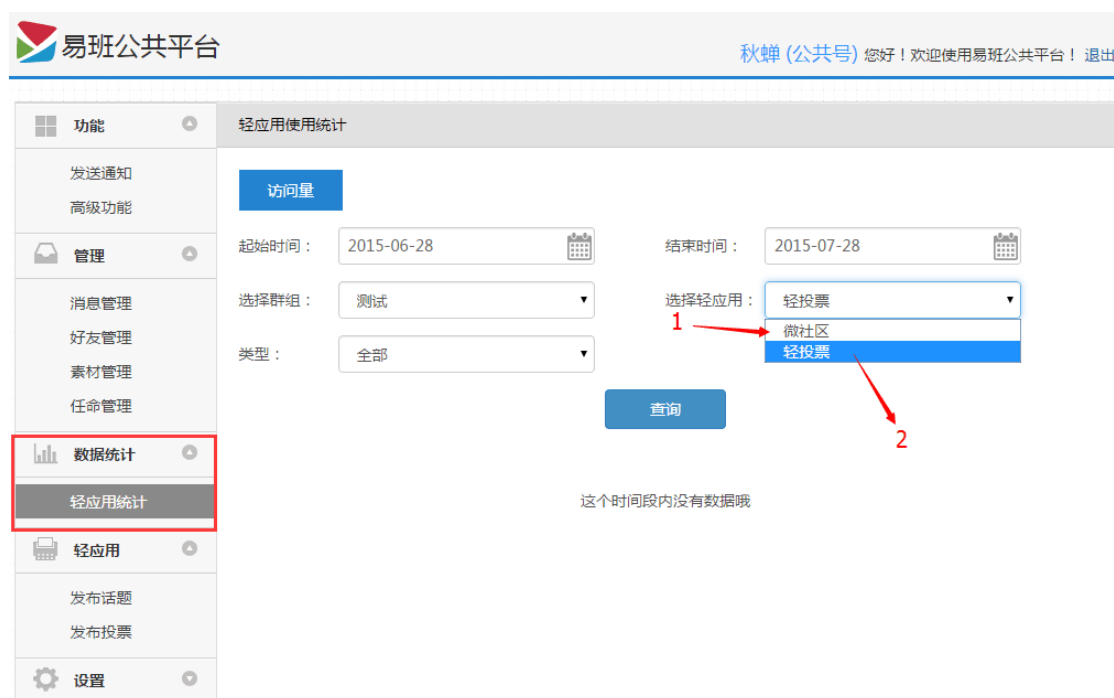 易班公共平台
秋蝉 (公共号) 您好！欢迎使用易班公共平台！ 退出
功能
发送通知
高级功能
管理
消息管理
好友管理
素材管理
任命管理
数据统计
轻应用统计
轻应用
发布话题
发布投票
设置
轻应用使用统计
访问量
起始时间： 2015-06-28 结束时间： 2015-07-28
选择群组： 测试 选择轻应用： 轻投票
1 微社区
轻投票
类型： 全部
查询
2
这个时间段内没有数据哦